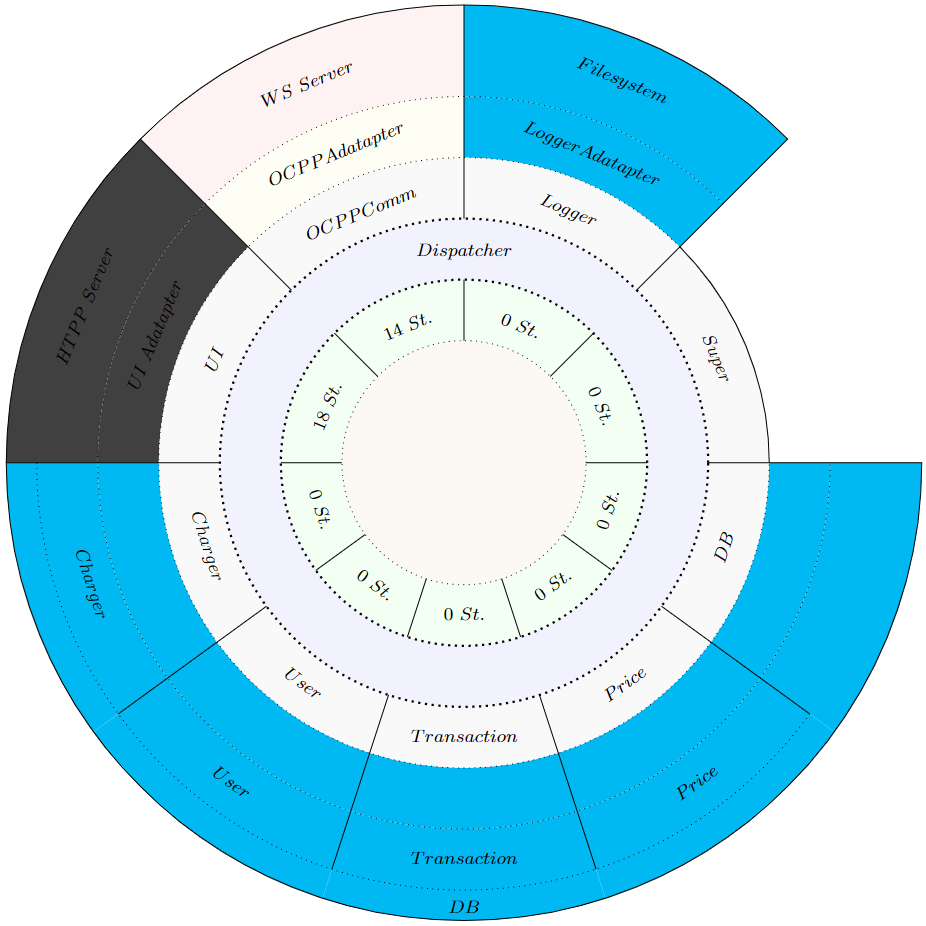 Filesystem
WS Server
LoggerAdatapter
OCPPAdatapter
Logger
OCPPComm
Dispatcher
HTPP Server
UI Adatapter
UI
Super
14 St.
0 St.
18 St.
0 St.
0 St.
0 St.
0 St.
0 St.
0 St.
Charger
Charger
DB
User
Price
Transaction
User
Price
Transaction
DB